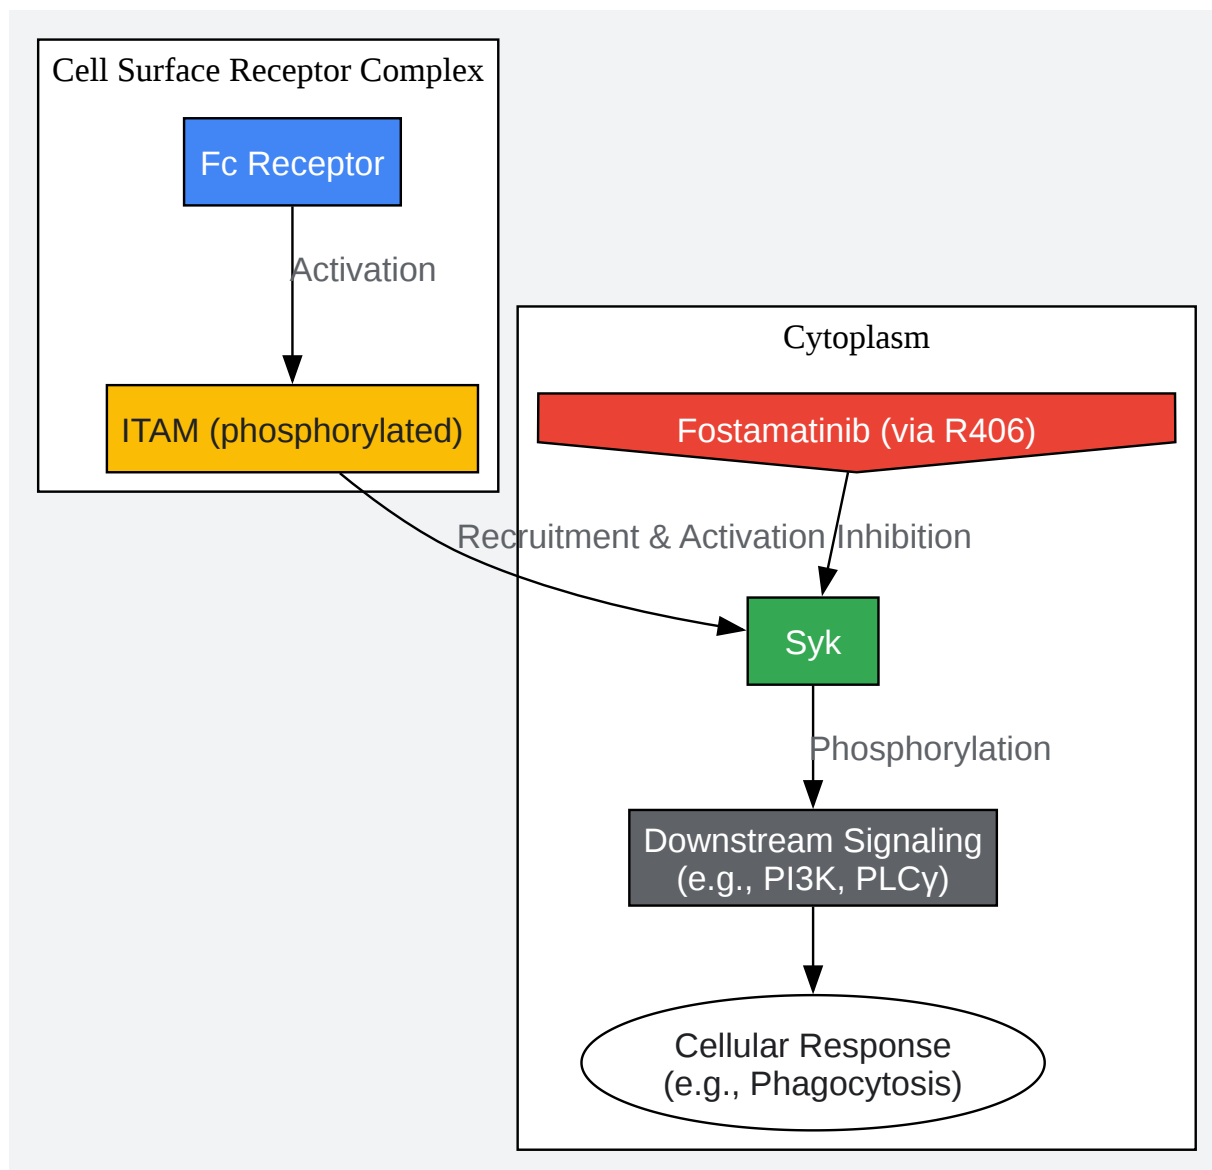 Cell Surface Receptor Complex
Fc Receptor
Activation
ITAM (phosphorylated)
Cytoplasm
Fostamatinib (via R406)
Recruitment & Activation
Inhibition
Syk
Phosphorylation
Downstream Signaling
(e.g., PI3K, PLCγ)
Cellular Response
(e.g., Phagocytosis)